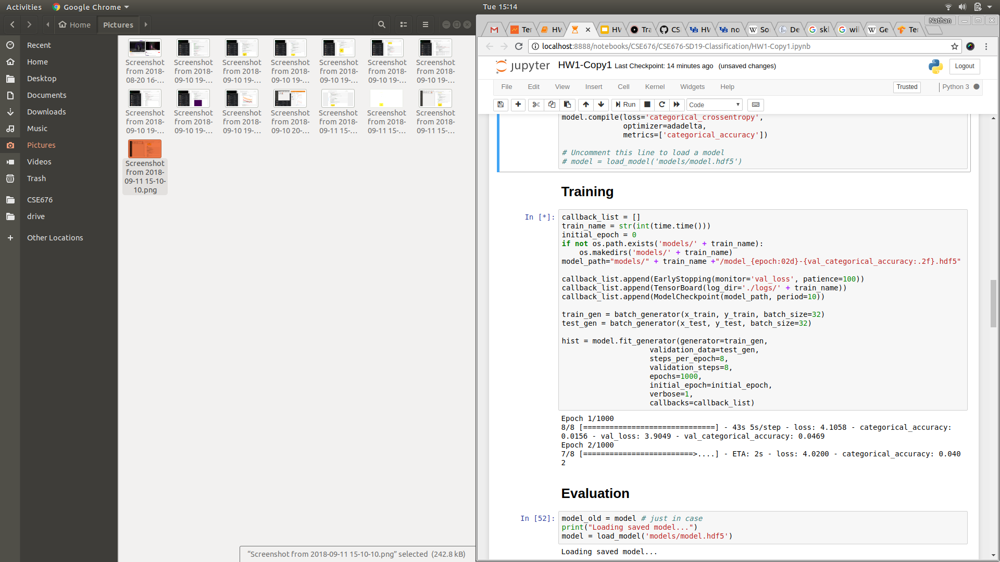 Activities
Google Chrome
Tue 15:14
Home
Pictures
Recent
Home
Desktop
Documents
Downloads
Music
Pictures
Videos
Trash
CSE676
drive
Other Locations
Screenshot from 2018-08-20 16-...
Screenshot from 2018-09-10 19-...
Screenshot from 2018-09-10 19-...
Screenshot from 2018-09-10 19-...
Screenshot from 2018-09-10 19-...
Screenshot from 2018-09-10 19-...
Screenshot from 2018-09-10 19-...
Screenshot from 2018-09-10 19-...
Screenshot from 2018-09-10 19-...
Screenshot from 2018-09-10 19-...
Screenshot from 2018-09-10 20-...
Screenshot from 2018-09-11 15-...
Screenshot from 2018-09-11 15-...
Screenshot from 2018-09-11 15-...
Screenshot
from 2018-
09-11 15-10-
10.png
“Screenshot from 2018-09-11 15-10-10.png” selected (242.8 kB)
Ter
HW
HW
Tra
CS
HW
no
So
De
skl
wil
Ge
Ter
Nathan
localhost:8888/notebooks/CSE676/CSE676-SD19-Classification/HW1-Copy1.ipynb
jupyter HW1-Copy1 Last Checkpoint: 14 minutes ago (unsaved changes)
Logout
File Edit View Insert Cell Kernel Widgets Help
Trusted
Python 3
Run
Code
model.compile(loss='categorical_crossentropy',
optimizer=adadelta,
metrics=['categorical_accuracy'])
# Uncomment this line to load a model
# model = load_model('models/model.hdf5')
Training
In [*]:
callback_list = []
train_name = str(int(time.time()))
initial_epoch = 0
if not os.path.exists('models/' + train_name):
os.makedirs('models/' + train_name)
model_path="models/" + train_name +"/model_{epoch:02d}-{val_categorical_accuracy:.2f}.hdf5"
callback_list.append(EarlyStopping(monitor='val_loss', patience=100))
callback_list.append(TensorBoard(log_dir='./logs/' + train_name))
callback_list.append(ModelCheckpoint(model_path, period=10))
train_gen = batch_generator(x_train, y_train, batch_size=32)
test_gen = batch_generator(x_test, y_test, batch_size=32)
hist = model.fit_generator(generator=train_gen,
validation_data=test_gen,
steps_per_epoch=8,
validation_steps=8,
epochs=1000,
initial_epoch=initial_epoch,
verbose=1,
callbacks=callback_list)
Epoch 1/1000
8/8 [==============================] - 43s 5s/step - loss: 4.1058 - categorical_accuracy:
0.0156 - val_loss: 3.9049 - val_categorical_accuracy: 0.0469
Epoch 2/1000
7/8 [=========================>....] - ETA: 2s - loss: 4.0200 - categorical_accuracy: 0.040
2
Evaluation
In [52]:
model_old = model # just in case
print("Loading saved model...")
model = load_model('models/model.hdf5')
Loading saved model...